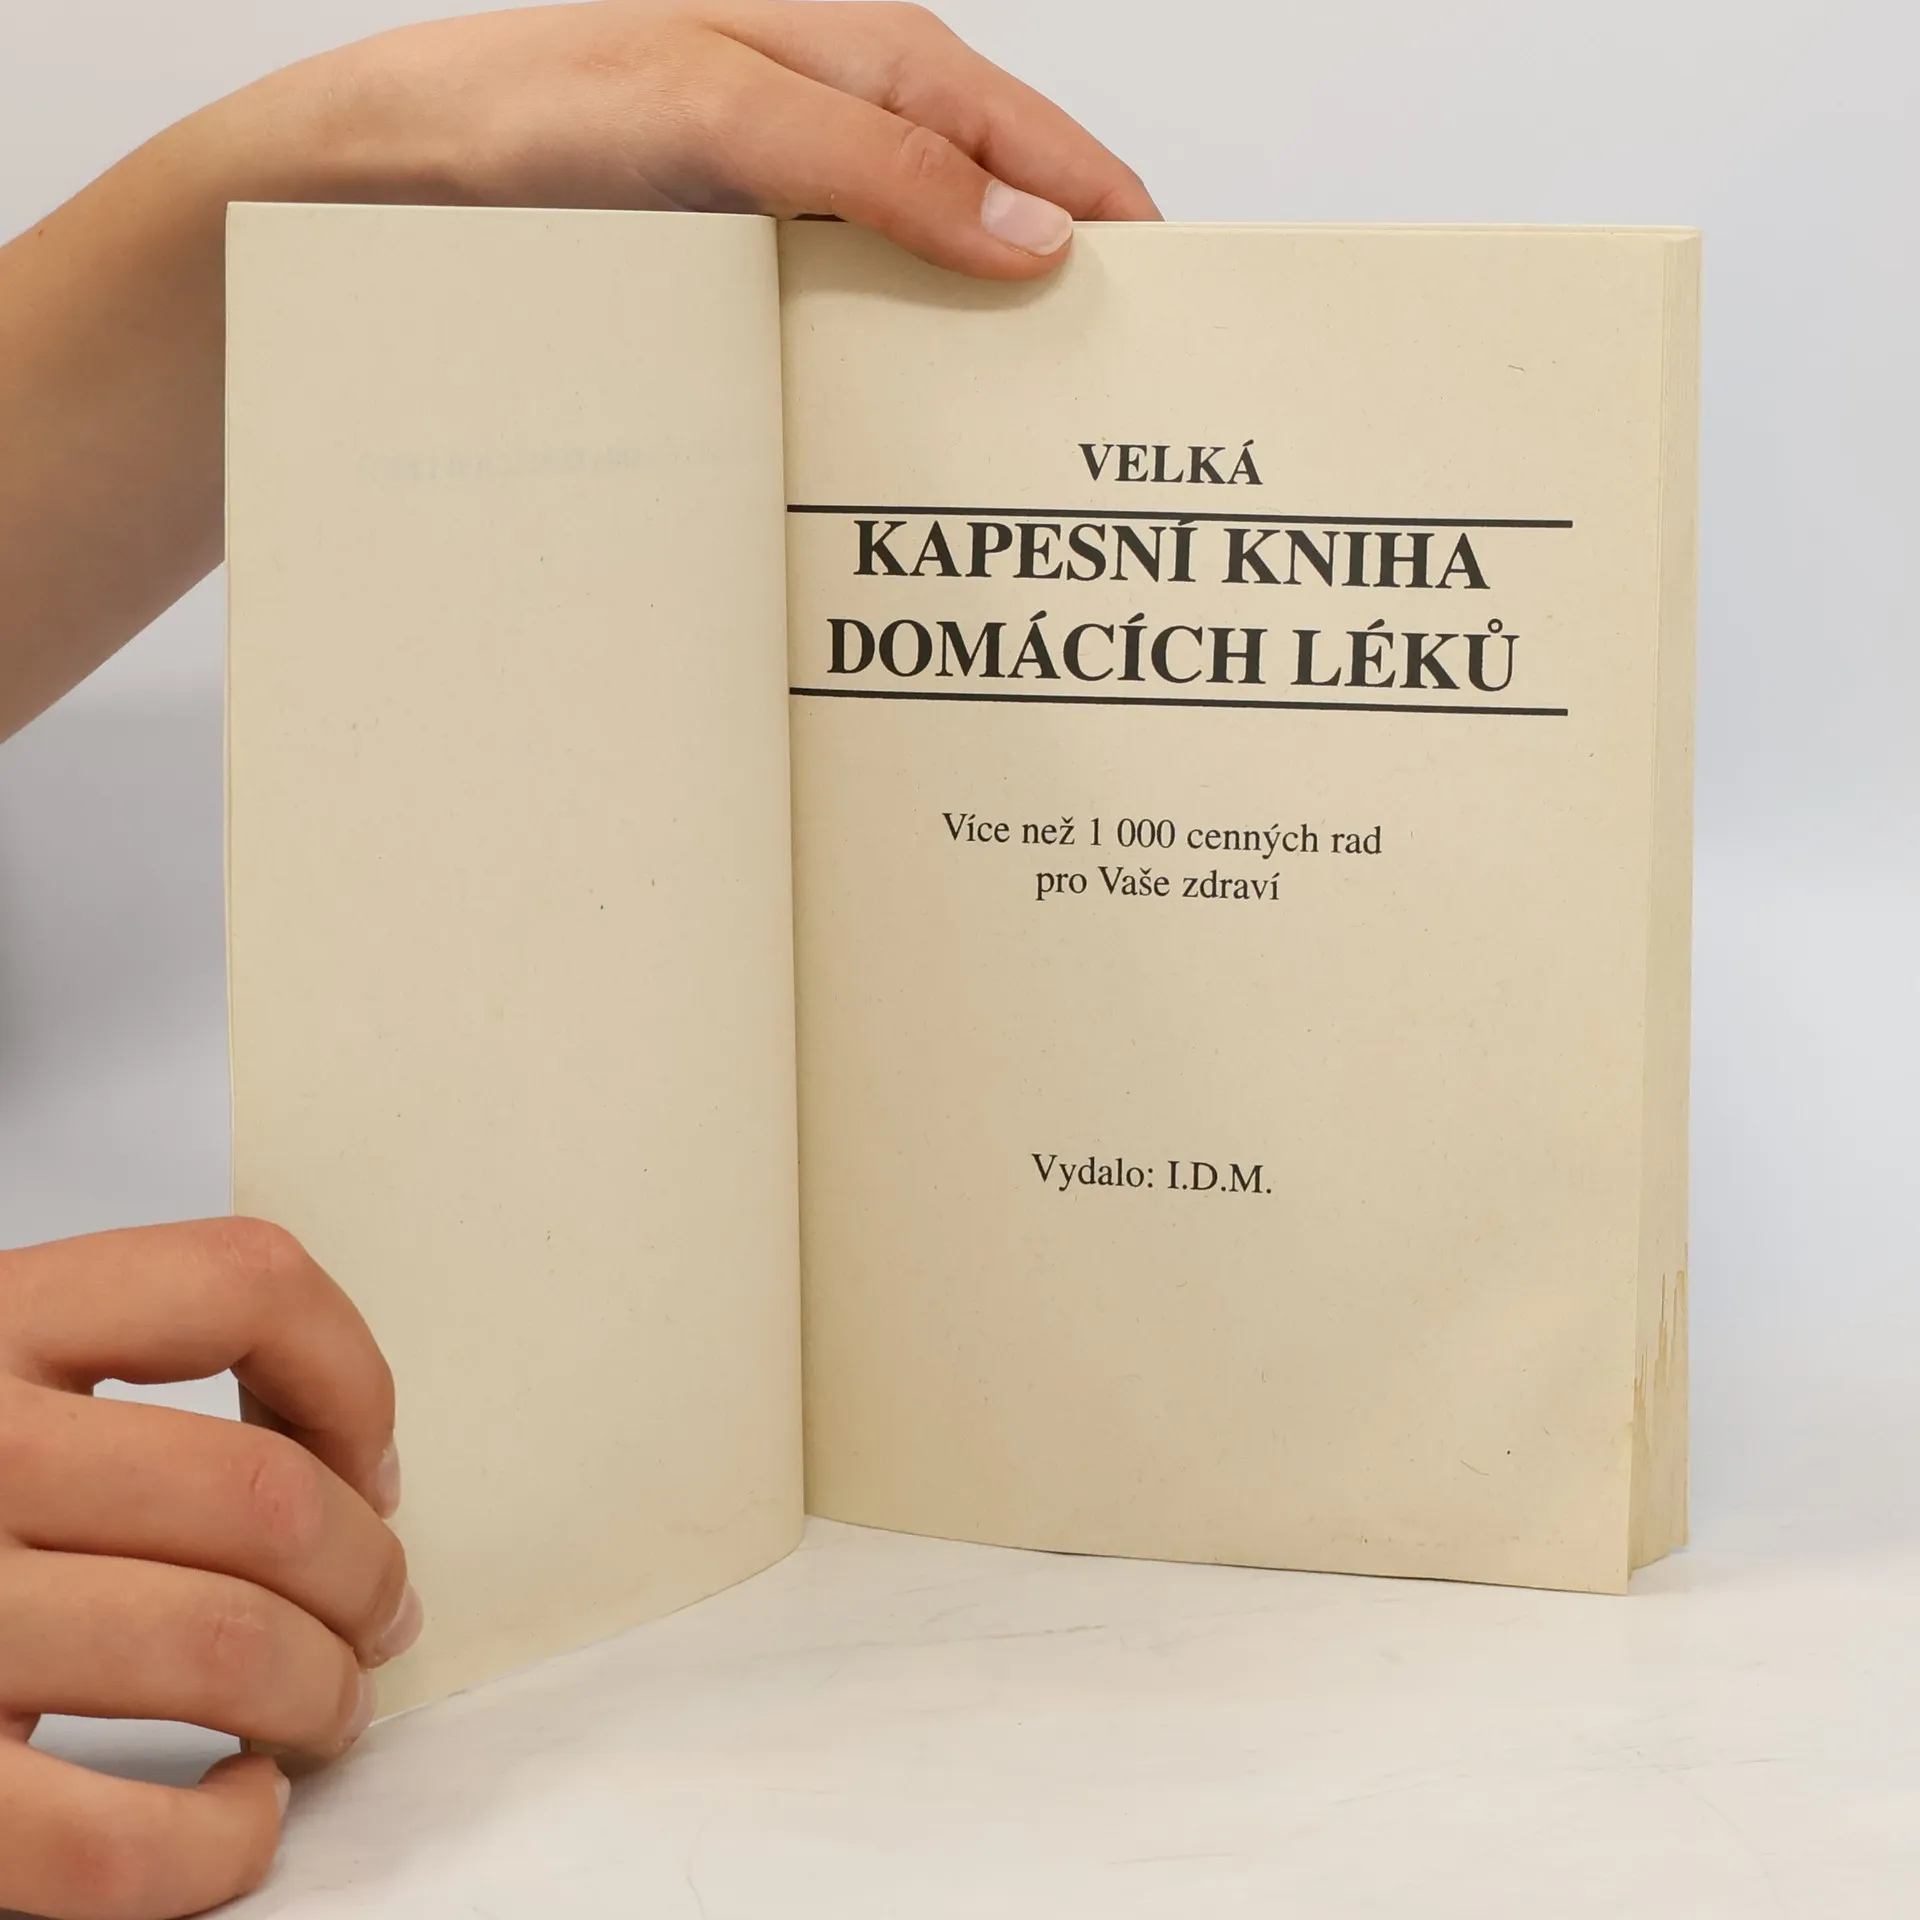 VELKÁ
KAPESNÍ KNIHA
DOMÁCÍCH LÉKŮ
Více než 1 000 cenných rad
pro Vaše zdraví
Vydalo: I.D.M.